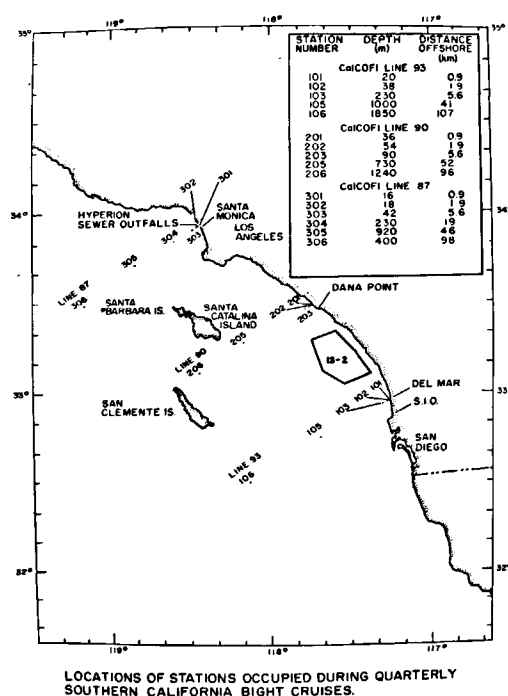 119° 118° 117°
35° 35°
STATION NUMBER DEPTH (m) DISTANCE OFFSHORE (km)
CalCOFI LINE 93
101 20 0.9
102 38 1.9
103 230 5.6
105 1000 41
106 1850 107
CalCOFI LINE 90
201 36 0.9
202 54 1.9
203 90 5.6
205 730 52
206 1240 96
CalCOFI LINE 87
301 16 0.9
302 18 1.9
303 42 5.6
304 230 19
305 920 46
306 400 98
302 301
34° 34°
HYPERION SEWER OUTFALLS
SANTA MONICA
LOS ANGELES
304 303
305
LINE 87
306
SANTA BARBARA IS.
SANTA CATALINA ISLAND
DANA POINT
202 201
203
205
LINE 90
206
IS-2
33° 33°
SAN CLEMENTE IS.
103 102 101
DEL MAR
S.I.O.
105
SAN DIEGO
LINE 93
106
32° 32°
119° 118° 117°
LOCATIONS OF STATIONS OCCUPIED DURING QUARTERLY
SOUTHERN CALIFORNIA BIGHT CRUISES.